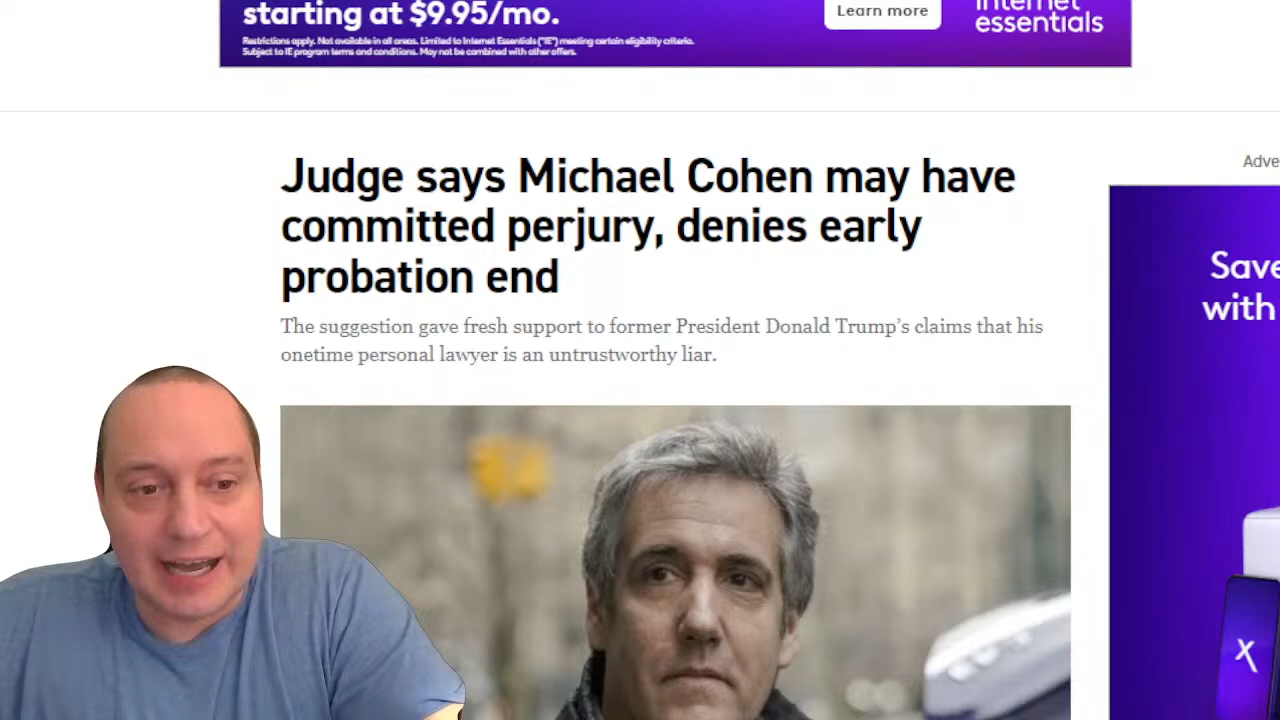 starting at $9.95/mo.
Learn more
internet
essentials
Restrictions apply. Not available in all areas. Limited to Internet Essentials ("IE") meeting certain eligibility criteria.
Subject to IE program terms and conditions. May not be combined with other offers.
Judge says Michael Cohen may have
committed perjury, denies early
probation end
The suggestion gave fresh support to former President Donald Trump's claims that his
onetime personal lawyer is an untrustworthy liar.
Adve
Save
with